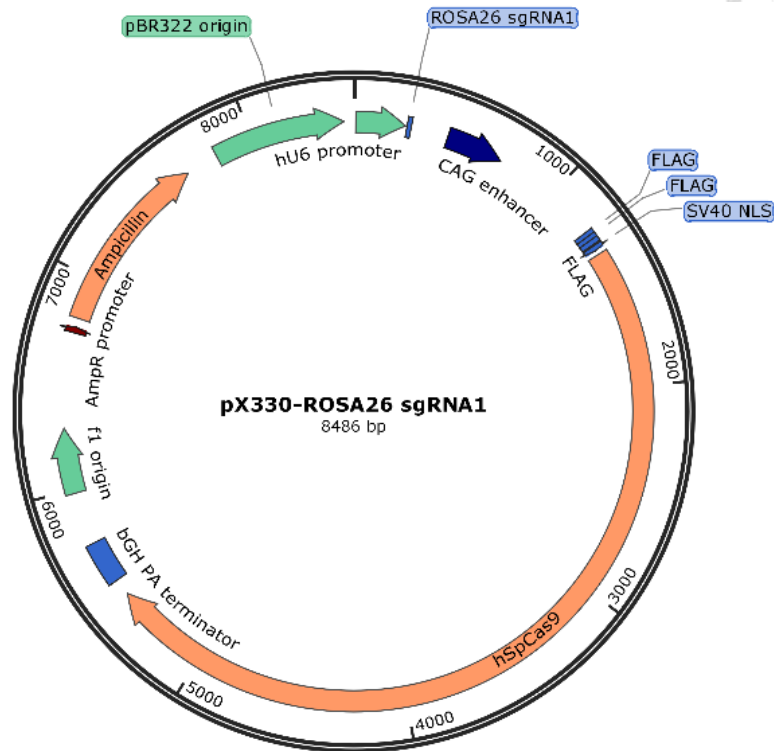 ROSA26 sgRNA1
pBR322 origin
8000
hU6 promoter
CAG enhancer
1000
FLAG
FLAG
SV40 NLS
FLAG
Ampicillin
7000
AmpR promoter
2000
pX330-ROSA26 sgRNA1
8486 bp
f1 origin
6000
bGH PA terminator
3000
hSpCas9
5000
4000